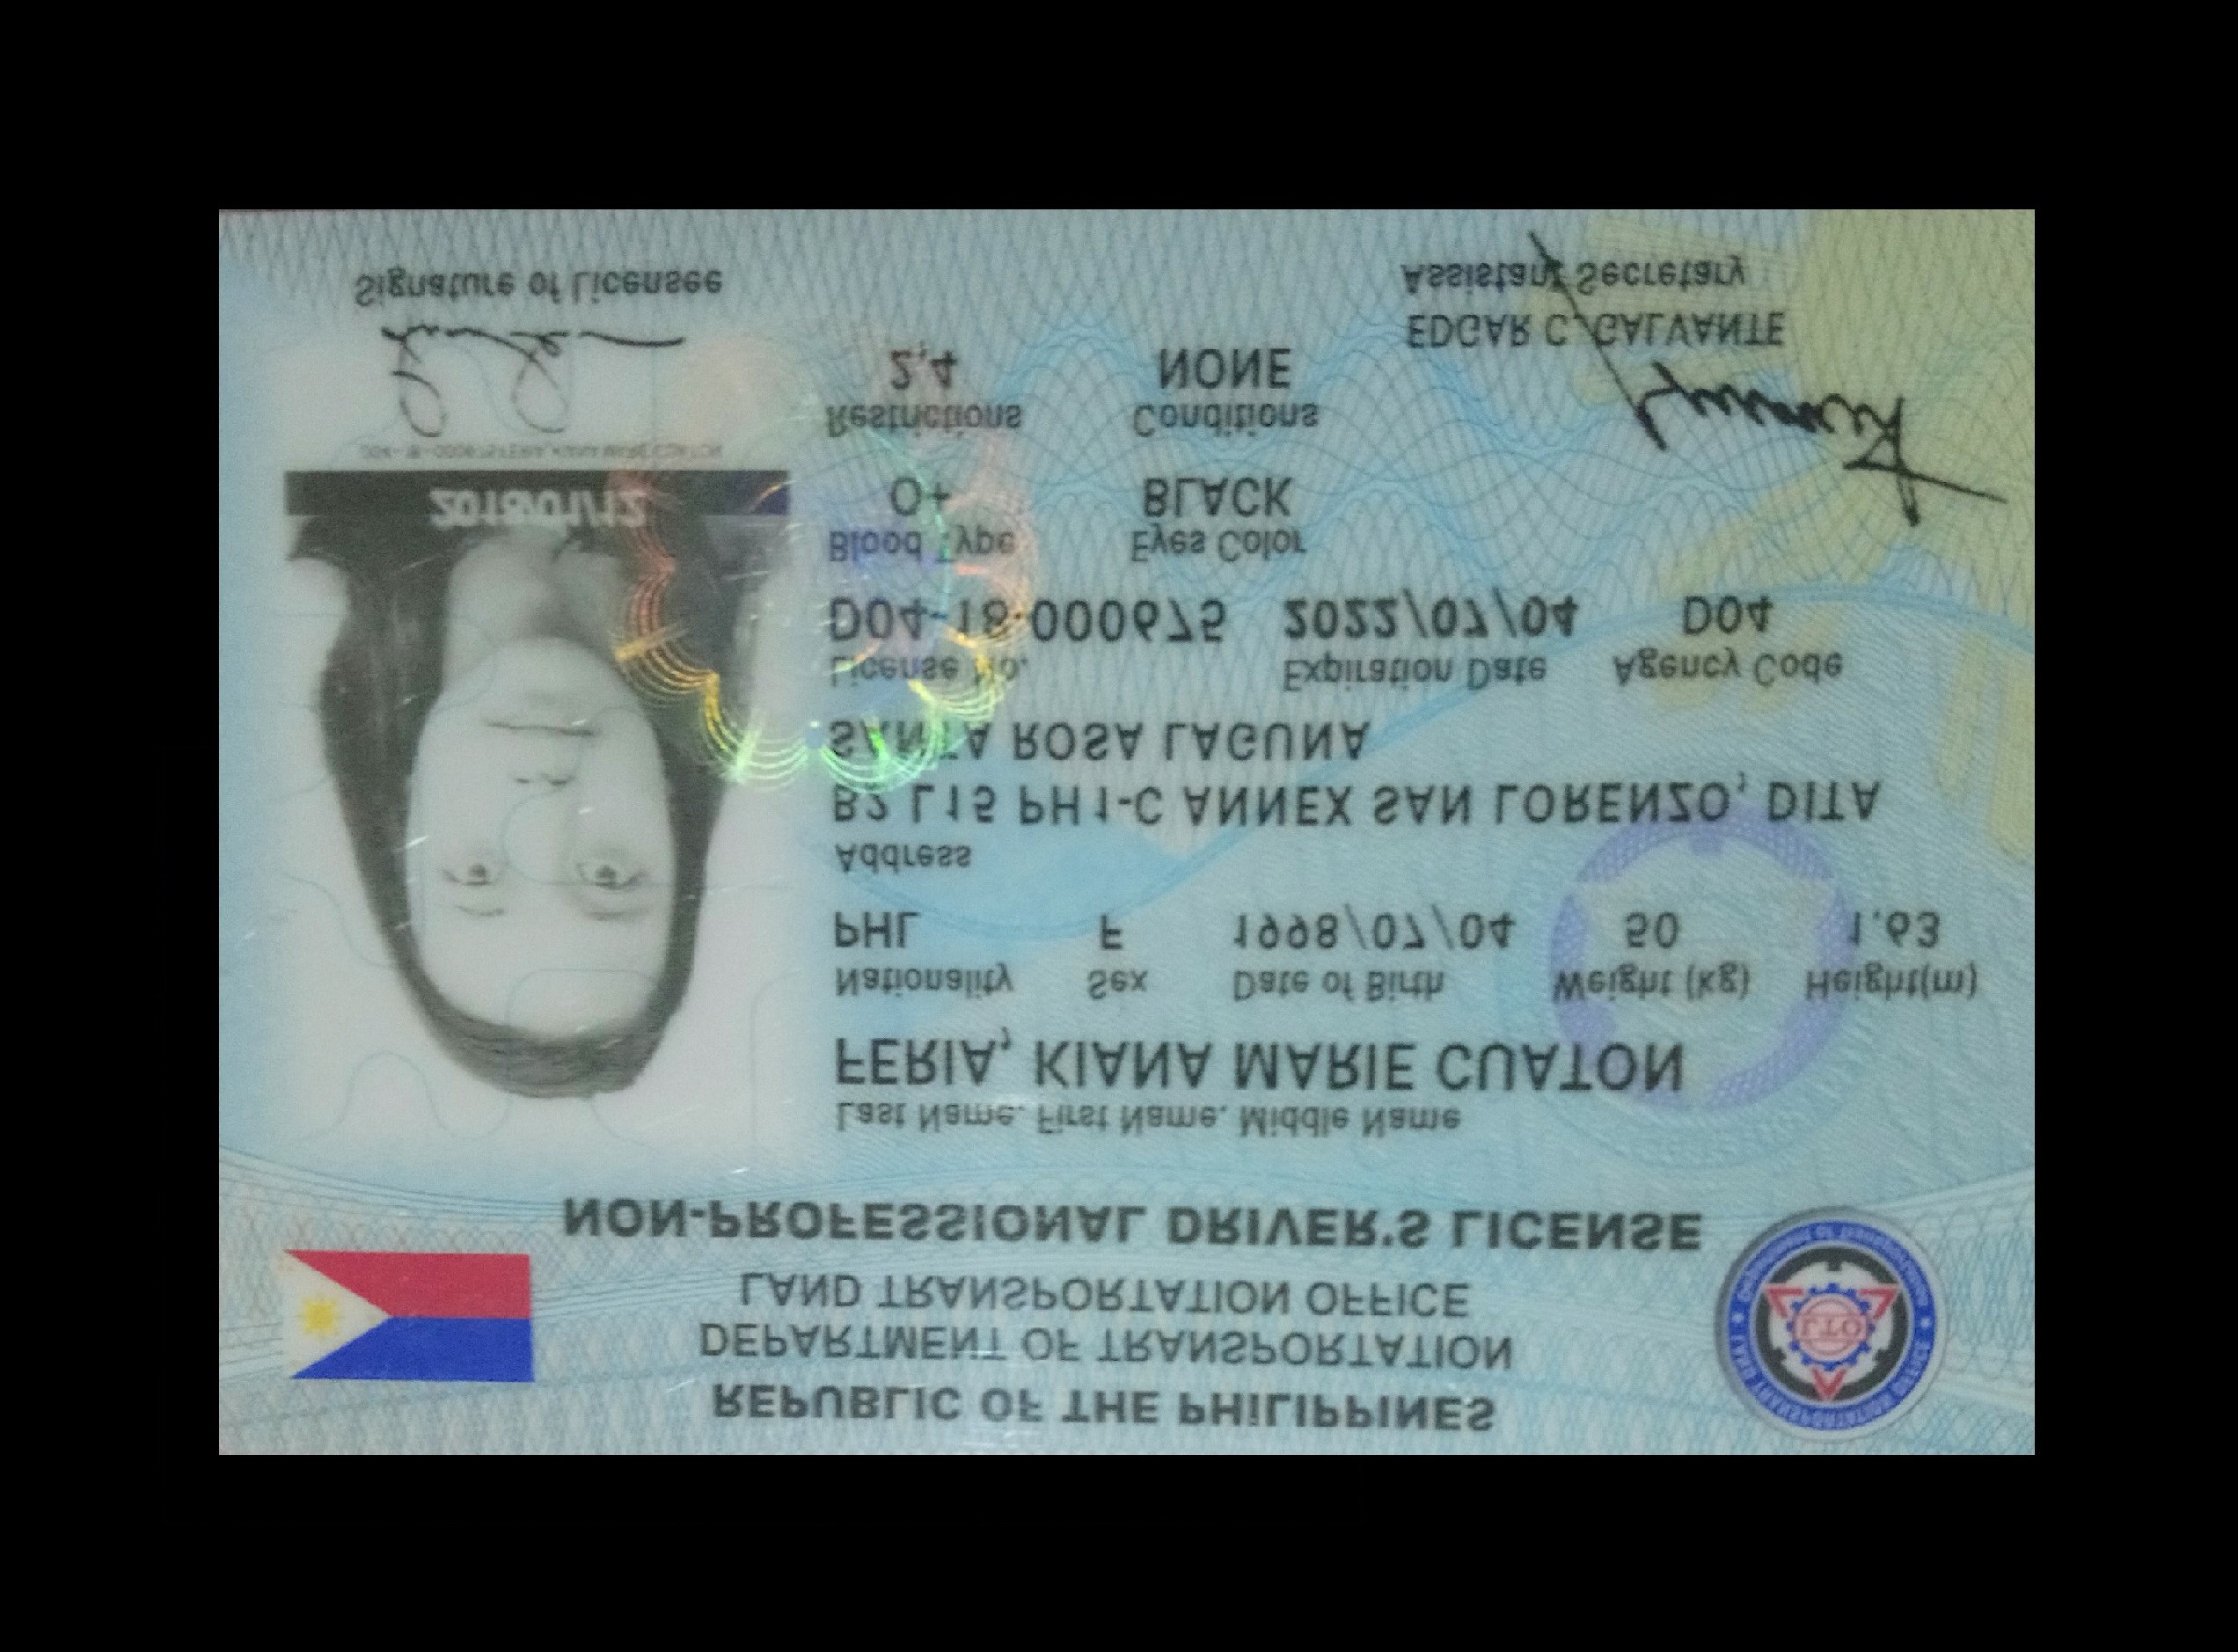 REPUBLIC OF THE PHILIPPINES
DEPARTMENT OF TRANSPORTATION
LAND TRANSPORTATION OFFICE
NON-PROFESSIONAL DRIVER'S LICENSE
LTO
Last Name. First Name. Middle Name
FERIA, KIANA MARIE CUATON
Nationality Sex Date of Birth Weight (kg) Height(m)
PHL F 1998/07/04 50 1.63
Address
B2 L15 PH1-C ANNEX SAN LORENZO, DITA
SANTA ROSA LAGUNA
License No. Expiration Date Agency Code
D04-18-000675 2022/07/04 D04
Blood Type Eyes Color
O+ BLACK
Restrictions Conditions
2,4 NONE
2018/01/12
Signature of Licensee
EDGAR C. GALVANTE
Assistant Secretary